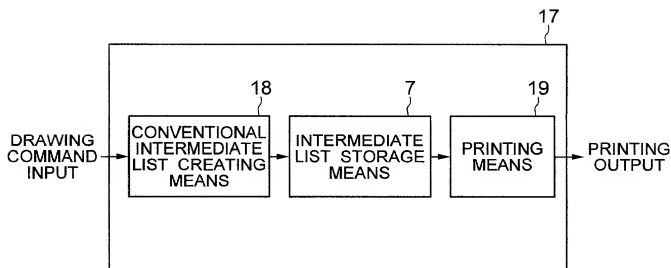 17
18
7
19
DRAWING
COMMAND
INPUT
CONVENTIONAL
INTERMEDIATE
LIST CREATING
MEANS
INTERMEDIATE
LIST STORAGE
MEANS
PRINTING
MEANS
PRINTING
OUTPUT